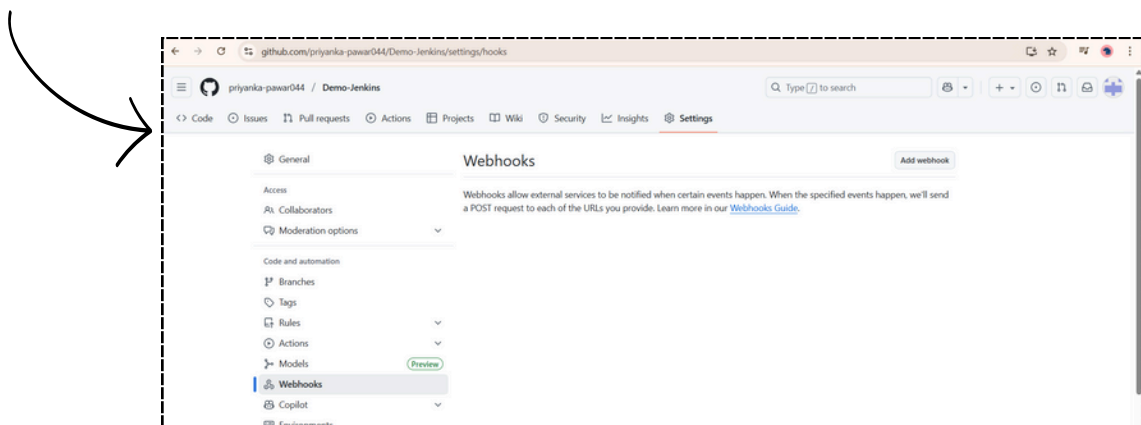 github.com/priyanka-pawar044/Demo-Jenkins/settings/hooks
priyanka-pawar044 / Demo-Jenkins
Type / to search
Code Issues Pull requests Actions Projects Wiki Security Insights Settings
General
Access
Collaborators
Moderation options
Code and automation
Branches
Tags
Rules
Actions
Models Preview
Webhooks
Copilot
Environments
Webhooks
Add webhook
Webhooks allow external services to be notified when certain events happen. When the specified events happen, we'll send
a POST request to each of the URLs you provide. Learn more in our Webhooks Guide.